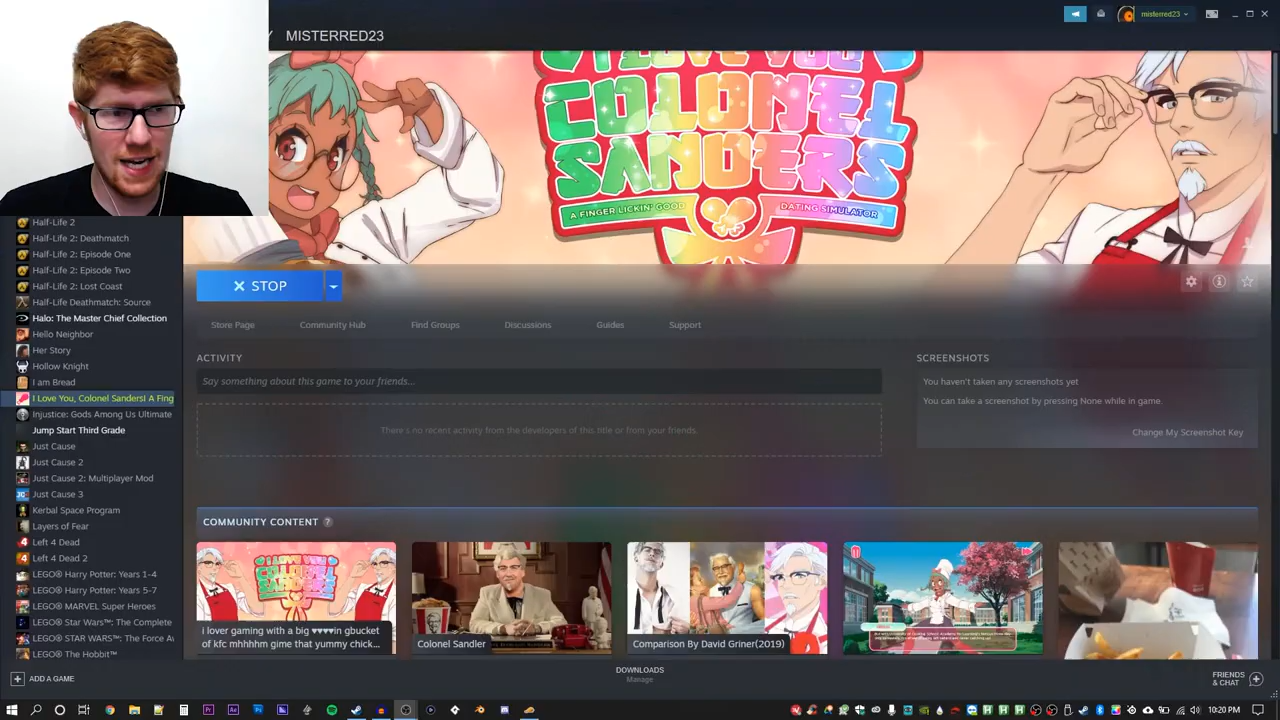 misterred23
MISTERRED23
I LOVE YOU
COLONEL
SANDERS
A FINGER LICKIN' GOOD
DATING SIMULATOR
Half-Life 2
Half-Life 2: Deathmatch
Half-Life 2: Episode One
Half-Life 2: Episode Two
Half-Life 2: Lost Coast
Half-Life Deathmatch: Source
Halo: The Master Chief Collection
Hello Neighbor
Her Story
Hollow Knight
I am Bread
I Love You, Colonel Sanders! A Fing
Injustice: Gods Among Us Ultimate
Jump Start Third Grade
Just Cause
Just Cause 2
Just Cause 2: Multiplayer Mod
Just Cause 3
Kerbal Space Program
Layers of Fear
Left 4 Dead
Left 4 Dead 2
LEGO® Harry Potter: Years 1-4
LEGO® Harry Potter: Years 5-7
LEGO® MARVEL Super Heroes
LEGO® Star Wars™: The Complete
LEGO® STAR WARS™: The Force Aw
LEGO® The Hobbit™
STOP
Store Page
Community Hub
Find Groups
Discussions
Guides
Support
ACTIVITY
Say something about this game to your friends...
There's no recent activity from the developers of this title or from your friends.
SCREENSHOTS
You haven't taken any screenshots yet
You can take a screenshot by pressing None while in game.
Change My Screenshot Key
COMMUNITY CONTENT ?
i lover gaming with a big ♥♥♥♥in gbucket
of kfc mhhhhm gimme that yummy chick...
Colonel Sandler
Comparison By David Griner(2019)
ADD A GAME
DOWNLOADS
Manage
FRIENDS
& CHAT
10:20 PM